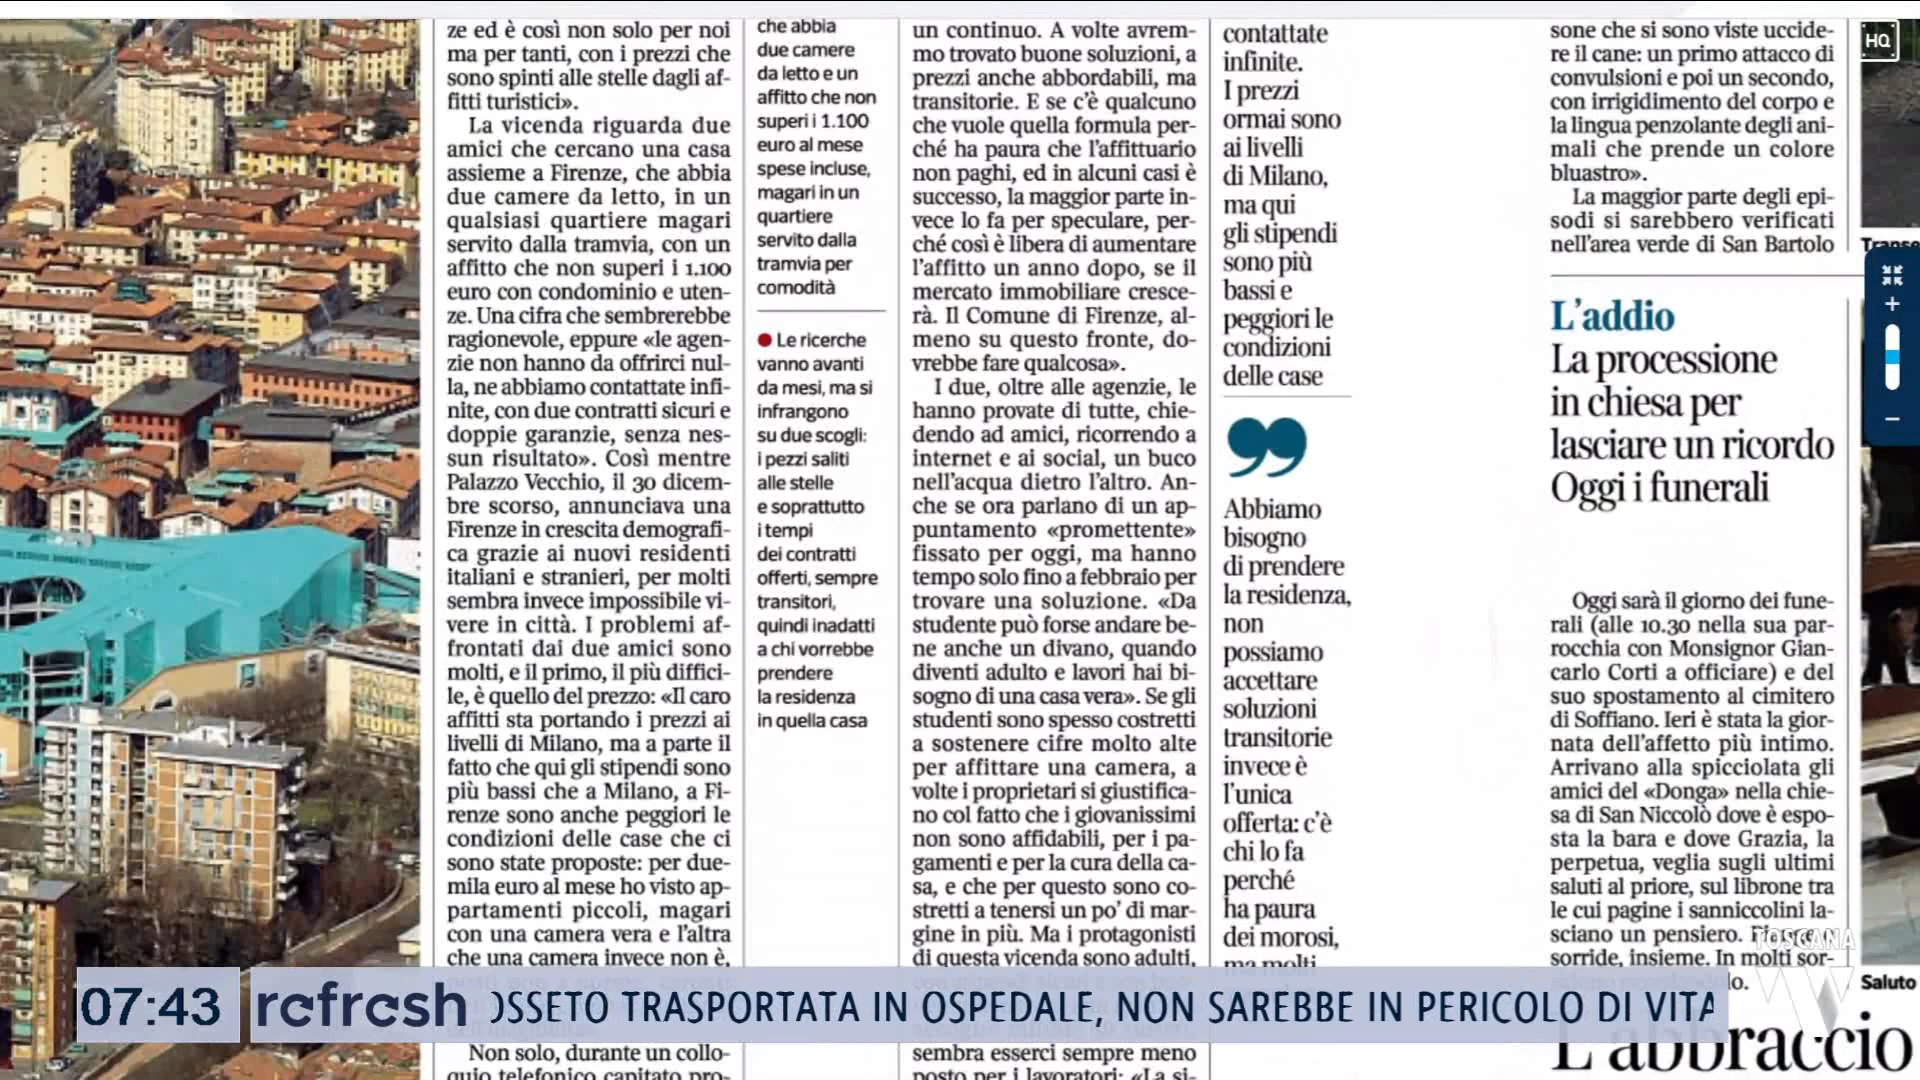 ze ed è così non solo per noi
ma per tanti, con i prezzi che
sono spinti alle stelle dagli af-
fitti turistici».
La vicenda riguarda due
amici che cercano una casa
assieme a Firenze, che abbia
due camere da letto, in un
qualsiasi quartiere magari
servito dalla tramvia, con un
affitto che non superi i 1.100
euro con condominio e uten-
ze. Una cifra che sembrerebbe
ragionevole, eppure «le agen-
zie non hanno da offrirci nul-
la, ne abbiamo contattate infi-
nite, con due contratti sicuri e
doppie garanzie, senza nes-
sun risultato». Così mentre
Palazzo Vecchio, il 30 dicem-
bre scorso, annunciava una
Firenze in crescita demografi-
ca grazie ai nuovi residenti
italiani e stranieri, per molti
sembra invece impossibile vi-
vere in città. I problemi af-
frontati dai due amici sono
molti, e il primo, il più diffici-
le, è quello del prezzo: «Il caro
affitti sta portando i prezzi ai
livelli di Milano, ma a parte il
fatto che qui gli stipendi sono
più bassi che a Milano, a Fi-
renze sono anche peggiori le
condizioni delle case che ci
sono state proposte: per due-
mila euro al mese ho visto ap-
partamenti piccoli, magari
con una camera vera e l'altra
che una camera invece non è,
Non solo, durante un collo-
quio telefonico capitato pro-
che abbia
due camere
da letto e un
affitto che non
superi i 1.100
euro al mese
spese incluse,
magari in un
quartiere
servito dalla
tramvia per
comodità
● Le ricerche
vanno avanti
da mesi, ma si
infrangono
su due scogli:
i pezzi saliti
alle stelle
e soprattutto
i tempi
dei contratti
offerti, sempre
transitori,
quindi inadatti
a chi vorrebbe
prendere
la residenza
in quella casa
un continuo. A volte avrem-
mo trovato buone soluzioni, a
prezzi anche abbordabili, ma
transitorie. E se c'è qualcuno
che vuole quella formula per-
ché ha paura che l'affittuario
non paghi, ed in alcuni casi è
successo, la maggior parte in-
vece lo fa per speculare, per-
ché così è libera di aumentare
l'affitto un anno dopo, se il
mercato immobiliare cresce-
rà. Il Comune di Firenze, al-
meno su questo fronte, do-
vrebbe fare qualcosa».
I due, oltre alle agenzie, le
hanno provate di tutte, chie-
dendo ad amici, ricorrendo a
internet e ai social, un buco
nell'acqua dietro l'altro. An-
che se ora parlano di un ap-
puntamento «promettente»
fissato per oggi, ma hanno
tempo solo fino a febbraio per
trovare una soluzione. «Da
studente può forse andare be-
ne anche un divano, quando
diventi adulto e lavori hai bi-
sogno di una casa vera». Se gli
studenti sono spesso costretti
a sostenere cifre molto alte
per affittare una camera, a
volte i proprietari si giustifica-
no col fatto che i giovanissimi
non sono affidabili, per i pa-
gamenti e per la cura della ca-
sa, e che per questo sono co-
stretti a tenersi un po' di mar-
gine in più. Ma i protagonisti
di questa vicenda sono adulti,
sembra esserci sempre meno
posto per i lavoratori: «La si-
contattate
infinite.
I prezzi
ormai sono
ai livelli
di Milano,
ma qui
gli stipendi
sono più
bassi e
peggiori le
condizioni
delle case
”
Abbiamo
bisogno
di prendere
la residenza,
non
possiamo
accettare
soluzioni
transitorie
invece è
l'unica
offerta: c'è
chi lo fa
perché
ha paura
dei morosi,
ma molti
sone che si sono viste uccide-
re il cane: un primo attacco di
convulsioni e poi un secondo,
con irrigidimento del corpo e
la lingua penzolante degli ani-
mali che prende un colore
bluastro».
La maggior parte degli epi-
sodi si sarebbero verificati
nell'area verde di San Bartolo
L'addio
La processione
in chiesa per
lasciare un ricordo
Oggi i funerali
Oggi sarà il giorno dei fune-
rali (alle 10.30 nella sua par-
rocchia con Monsignor Gian-
carlo Corti a officiare) e del
suo spostamento al cimitero
di Soffiano. Ieri è stata la gior-
nata dell'affetto più intimo.
Arrivano alla spicciolata gli
amici del «Donga» nella chie-
sa di San Niccolò dove è espo-
sta la bara e dove Grazia, la
perpetua, veglia sugli ultimi
saluti al priore, sul librone tra
le cui pagine i sanniccolini la-
sciano un pensiero.
sorride, insieme. In molti sor-
lo.
L'abbraccio
HQ
Saluto
TOSCANA
07:43 refresh OSSETO TRASPORTATA IN OSPEDALE, NON SAREBBE IN PERICOLO DI VITA